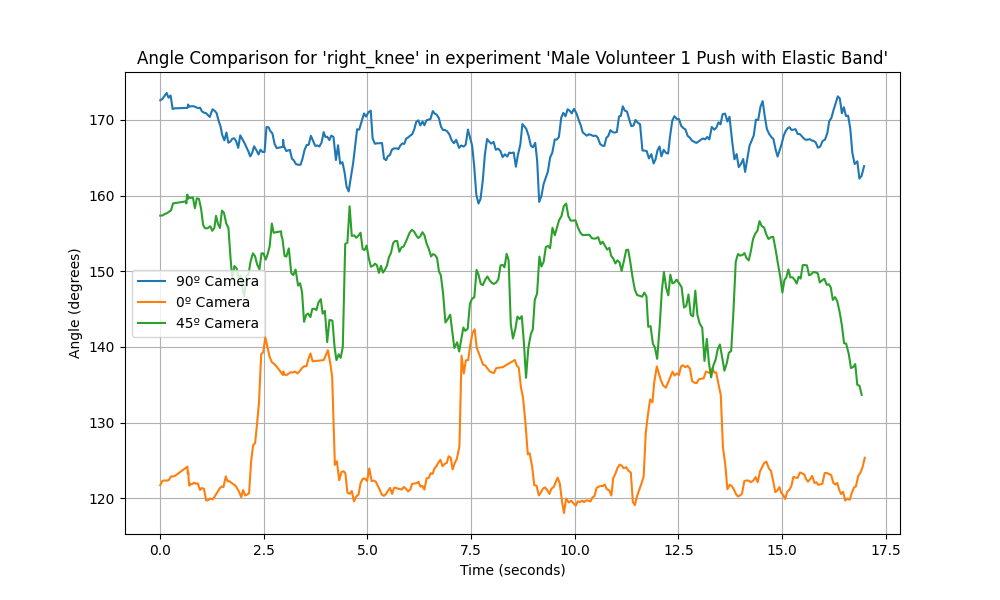 Angle Comparison for 'right_knee' in experiment 'Male Volunteer 1 Push with Elastic Band'
Angle (degrees)
170
160
150
140
130
120
90º Camera
0º Camera
45º Camera
0.0 2.5 5.0 7.5 10.0 12.5 15.0 17.5
Time (seconds)